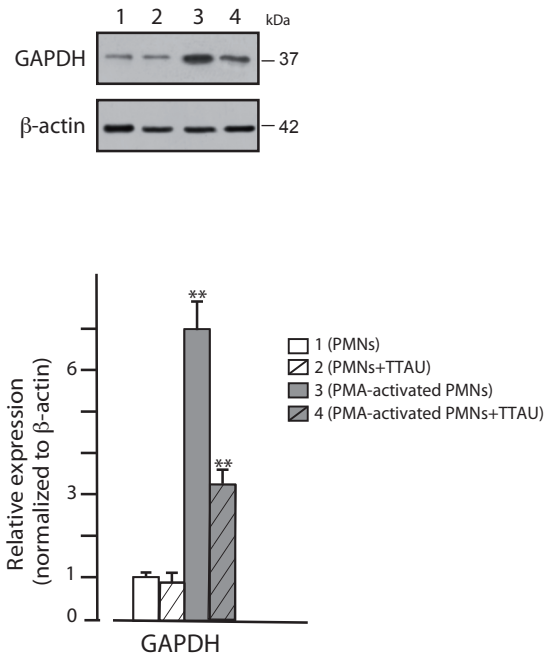 1 2 3 4 kDa
GAPDH 37
β-actin 42
Relative expression
(normalized to β-actin)
6
3
1
0
**
**
GAPDH
1 (PMNs)
2 (PMNs+TTAU)
3 (PMA-activated PMNs)
4 (PMA-activated PMNs+TTAU)